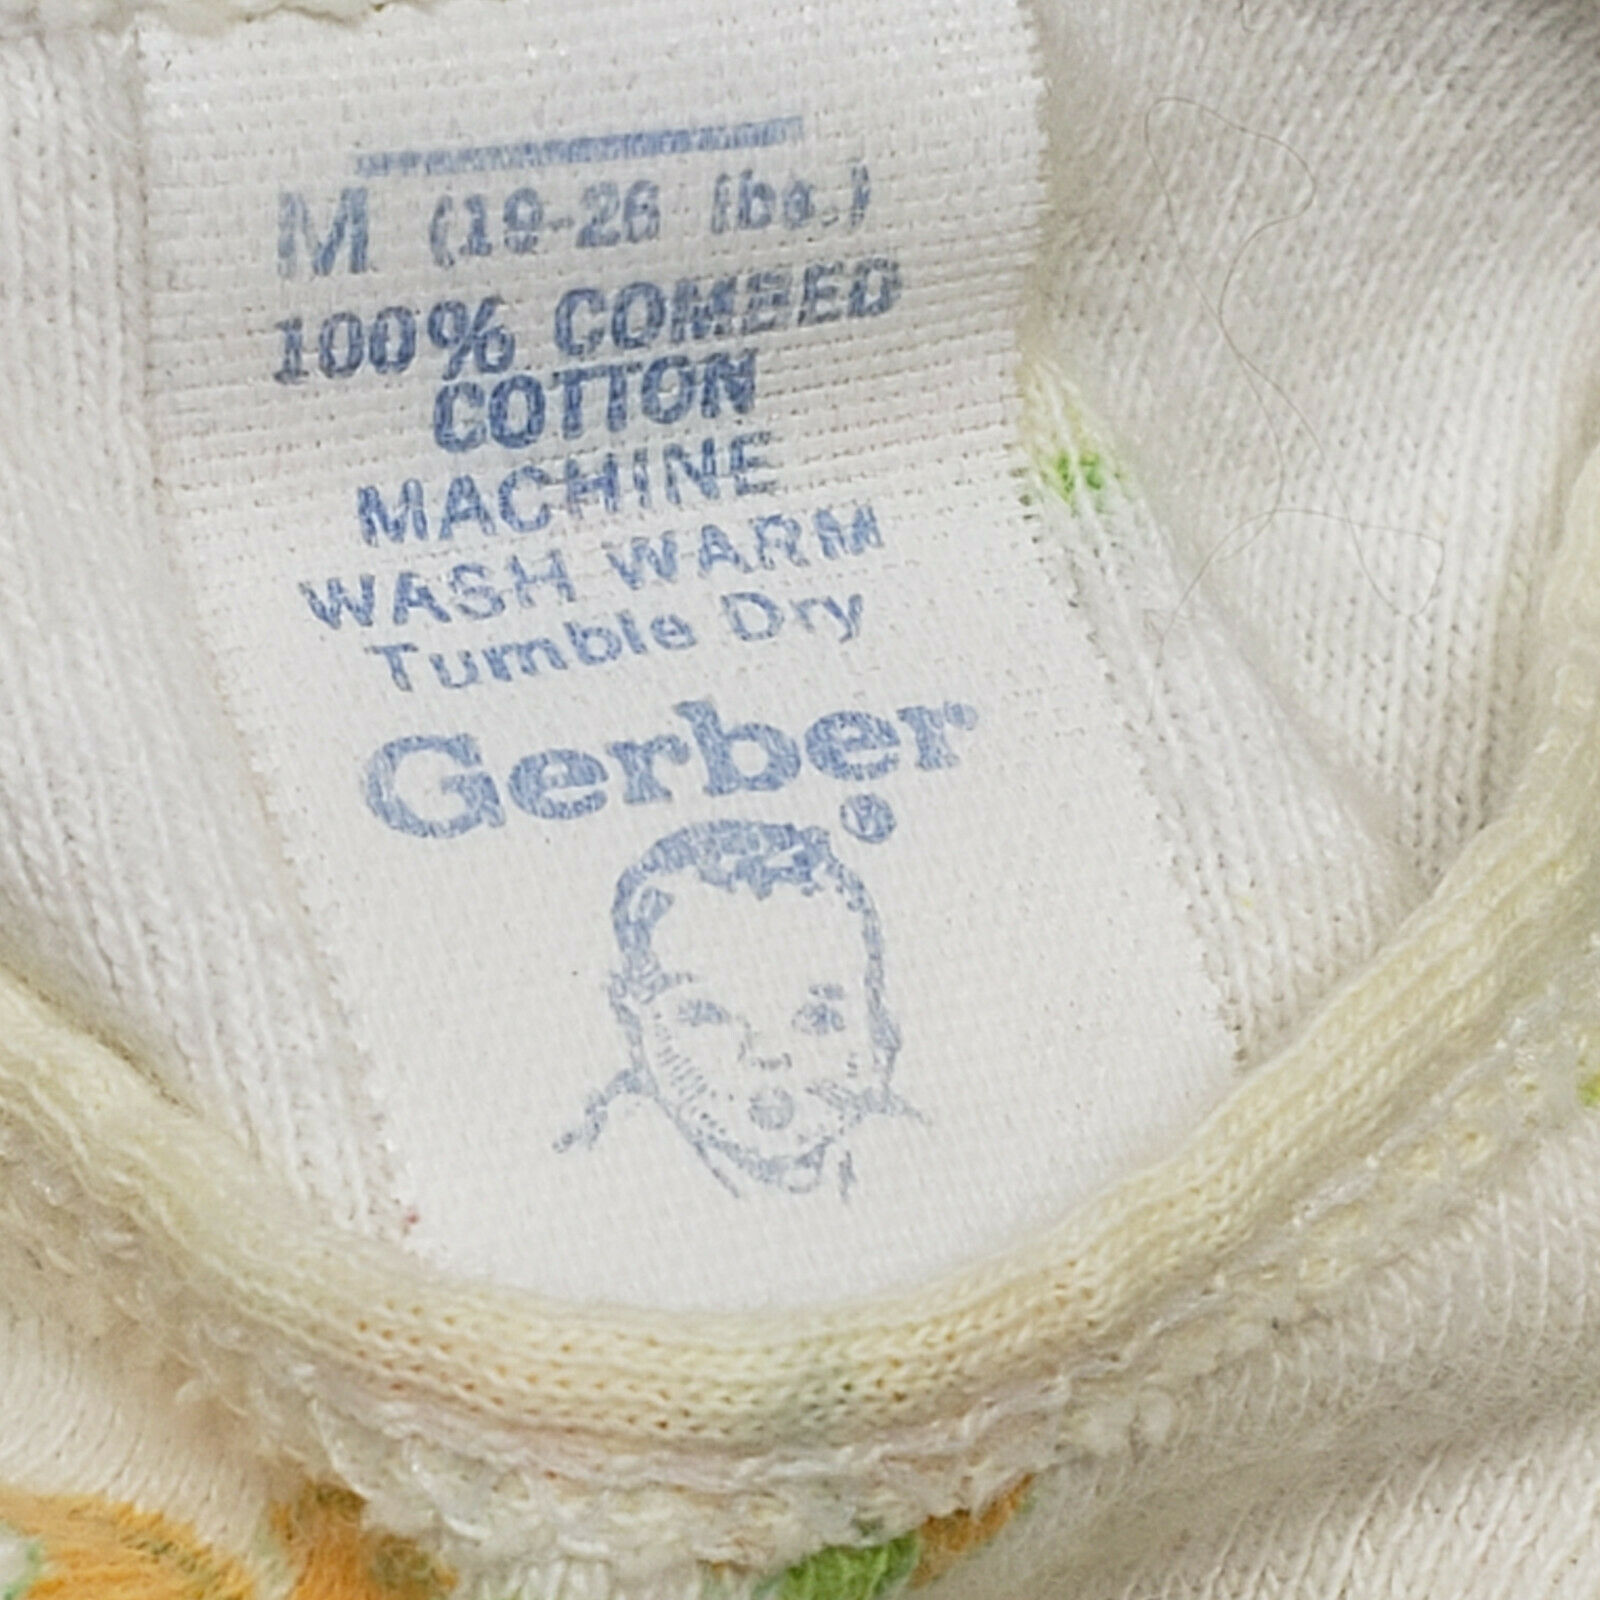 M (19-26 lbs.)
100% COMBED
COTTON
MACHINE
WASH WARM
Tumble Dry
Gerber®
®